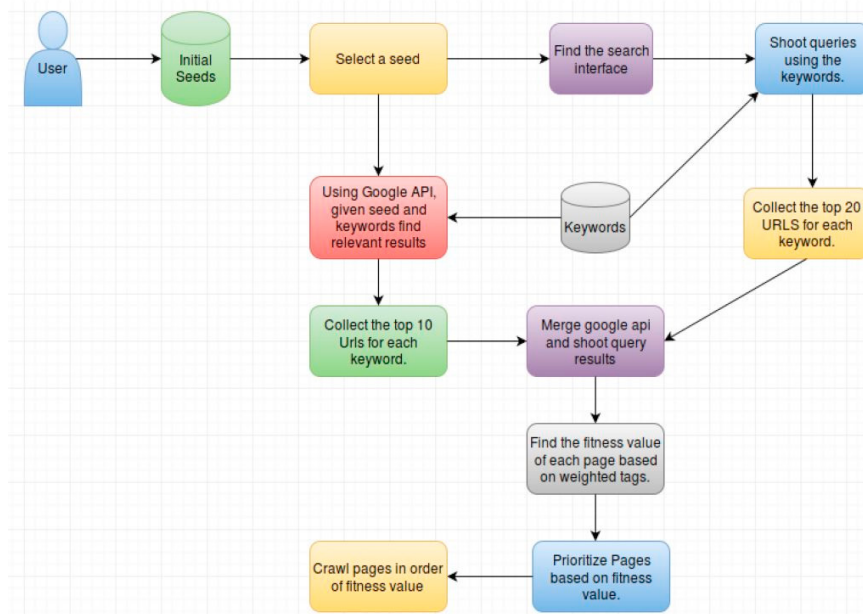 User
Initial
Seeds
Select a seed
Find the search
interface
Shoot queries
using the
keywords.
Using Google API,
given seed and
keywords find
relevant results
Keywords
Collect the top 20
URLS for each
keyword.
Collect the top 10
Urls for each
keyword.
Merge google api
and shoot query
results
Find the fitness value
of each page based
on weighted tags.
Crawl pages in order
of fitness value
Prioritize Pages
based on fitness
value.